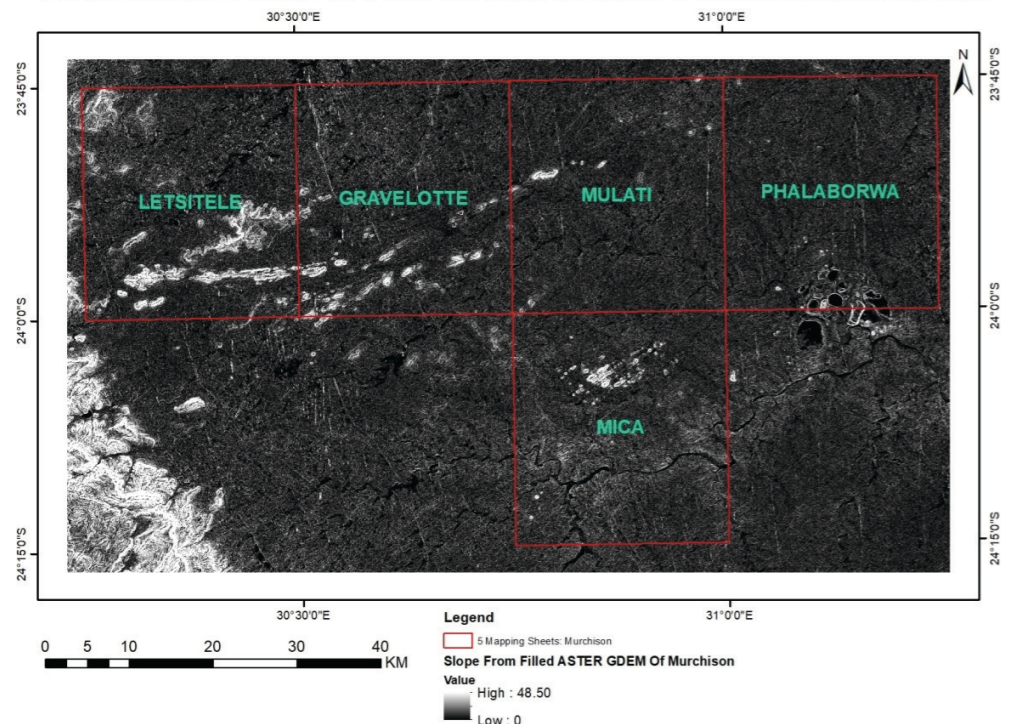 30°30'0"E
31°0'0"E
N
23°45'0"S
23°45'0"S
LETSITELE
GRAVELOTTE
MULATI
PHALABORWA
24°0'0"S
24°0'0"S
MICA
24°15'0"S
24°15'0"S
30°30'0"E
31°0'0"E
0 5 10 20 30 40
KM
Legend
5 Mapping Sheets: Murchison
Slope From Filled ASTER GDEM Of Murchison
Value
High : 48.50
Low : 0